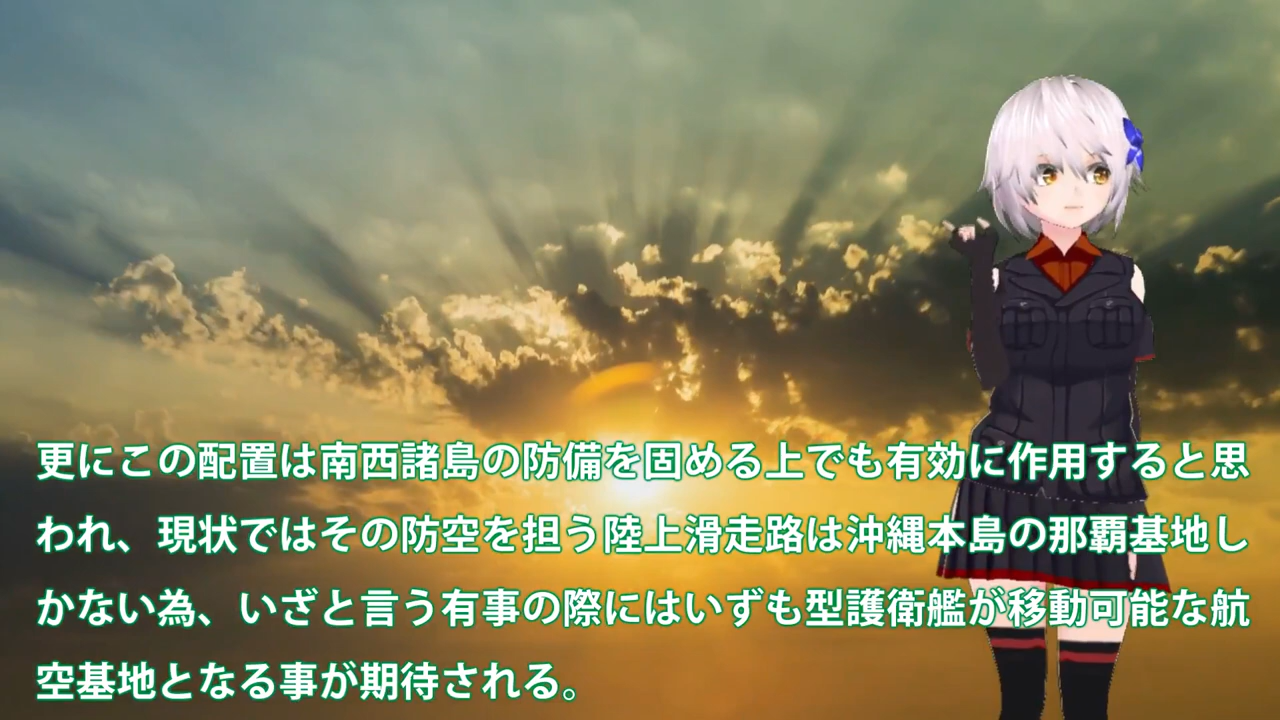 更にこの配置は南西諸島の防備を固める上でも有効に作用すると思
われ、現状ではその防空を担う陸上滑走路は沖縄本島の那覇基地し
かない為、いざと言う有事の際にはいずも型護衛艦が移動可能な航
空基地となる事が期待される。